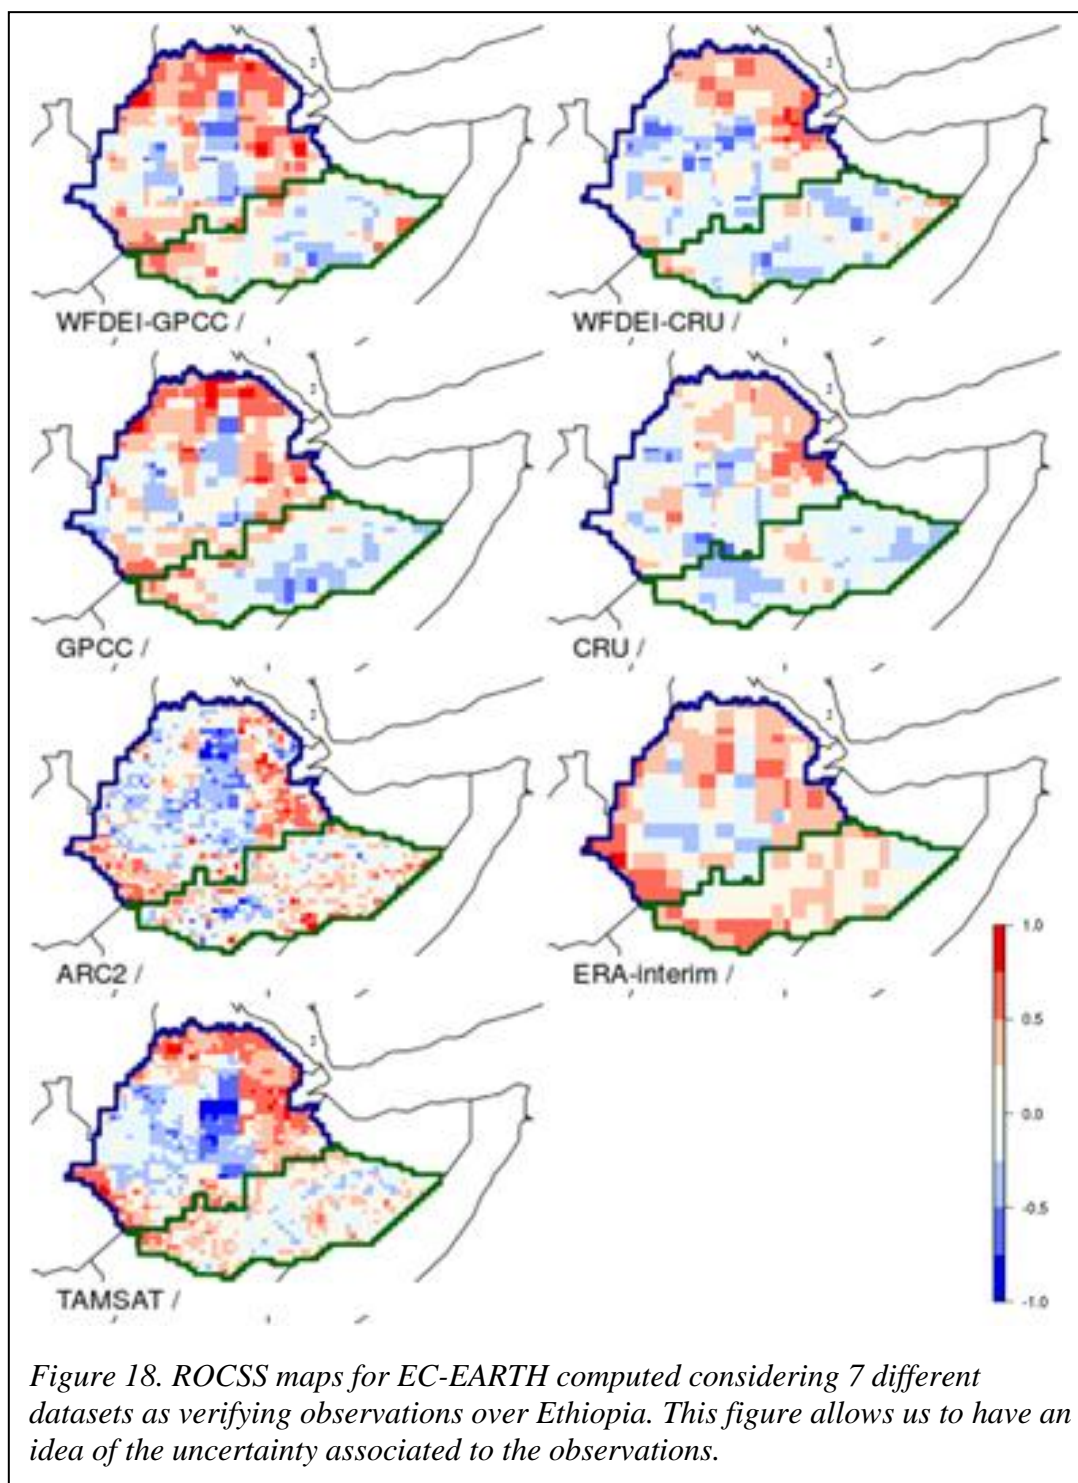 WFDEI-GPCC /
WFDEI-CRU /
GPCC /
CRU /
ARC2 /
ERA-interim /
1.0
0.5
0.0
-0.5
-1.0
TAMSAT /
Figure 18. ROCSS maps for EC-EARTH computed considering 7 different
datasets as verifying observations over Ethiopia. This figure allows us to have an
idea of the uncertainty associated to the observations.